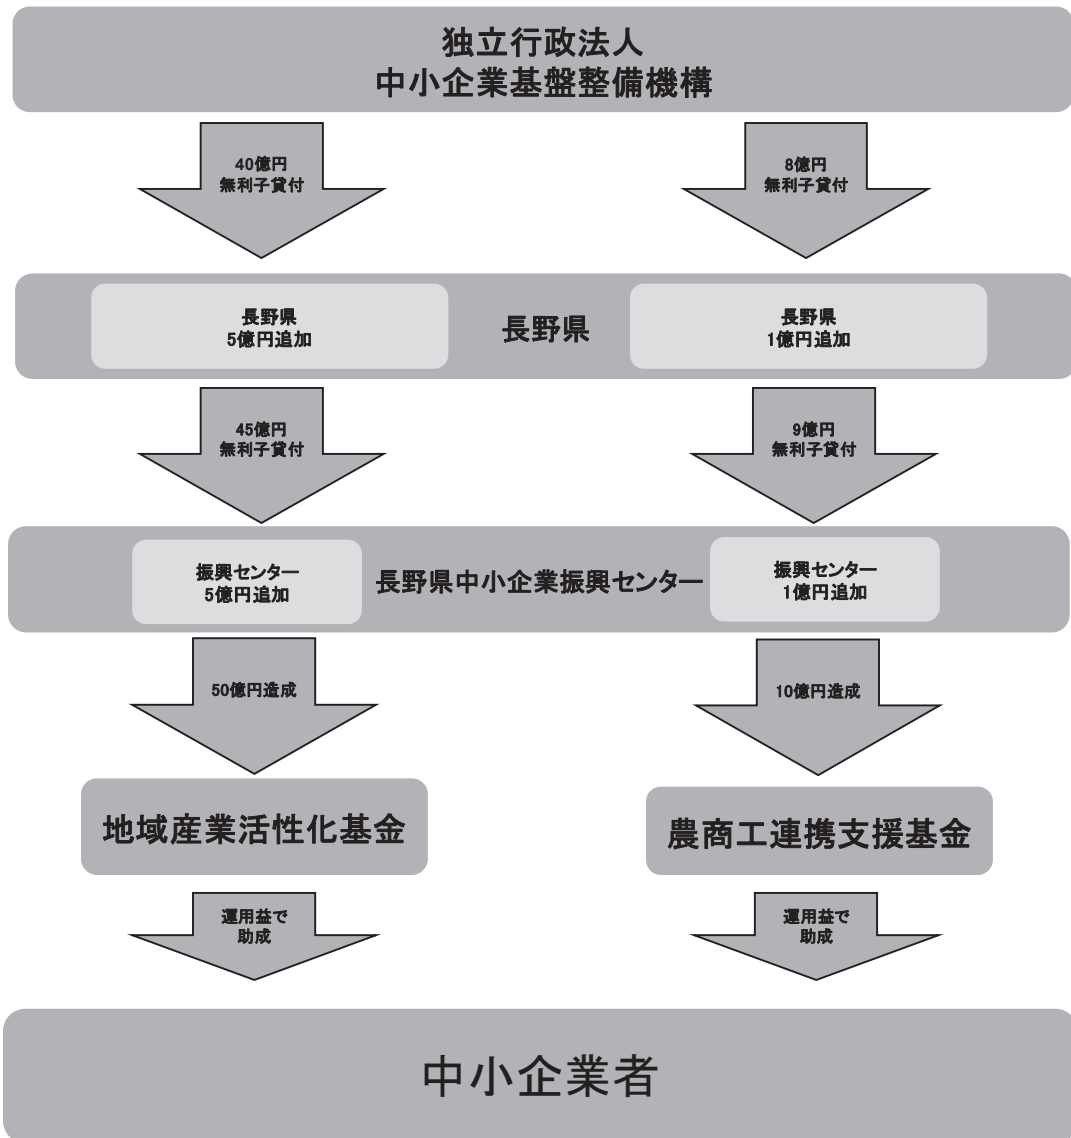 独立行政法人
中小企業基盤整備機構
40億円
無利子貸付
8億円
無利子貸付
長野県
5億円追加
長野県
長野県
1億円追加
45億円
無利子貸付
9億円
無利子貸付
振興センター
5億円追加
長野県中小企業振興センター
振興センター
1億円追加
50億円造成
10億円造成
地域産業活性化基金
農商工連携支援基金
運用益で
助成
運用益で
助成
中小企業者